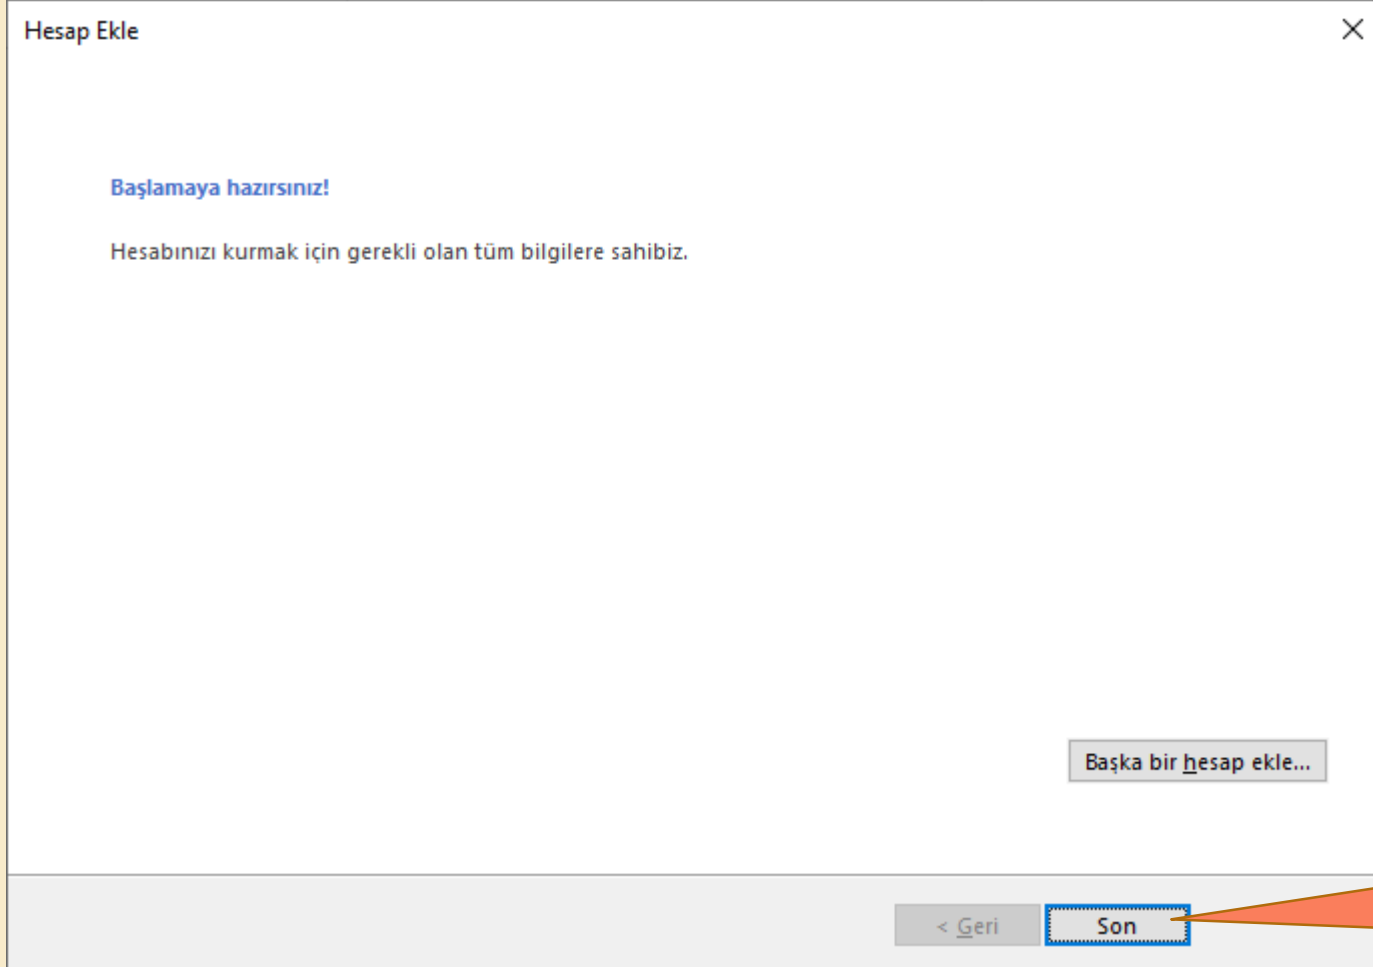 Hesap Ekle
Başlamaya hazırsınız!
Hesabınızı kurmak için gerekli olan tüm bilgilere sahibiz.
Başka bir hesap ekle...
< Geri
Son